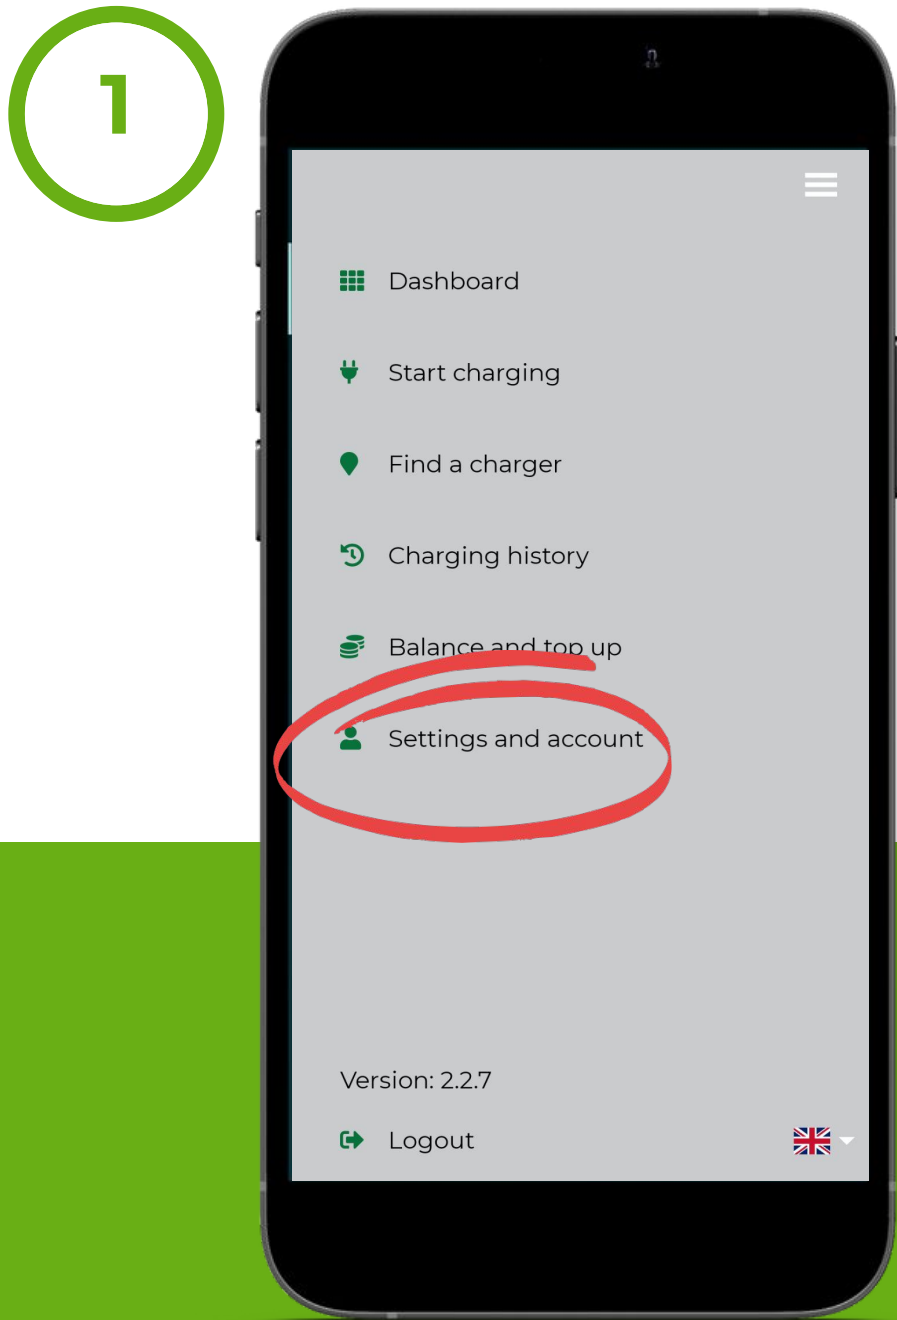 1
Dashboard
Start charging
Find a charger
Charging history
Balance and top up
Settings and account
Version: 2.2.7
Logout